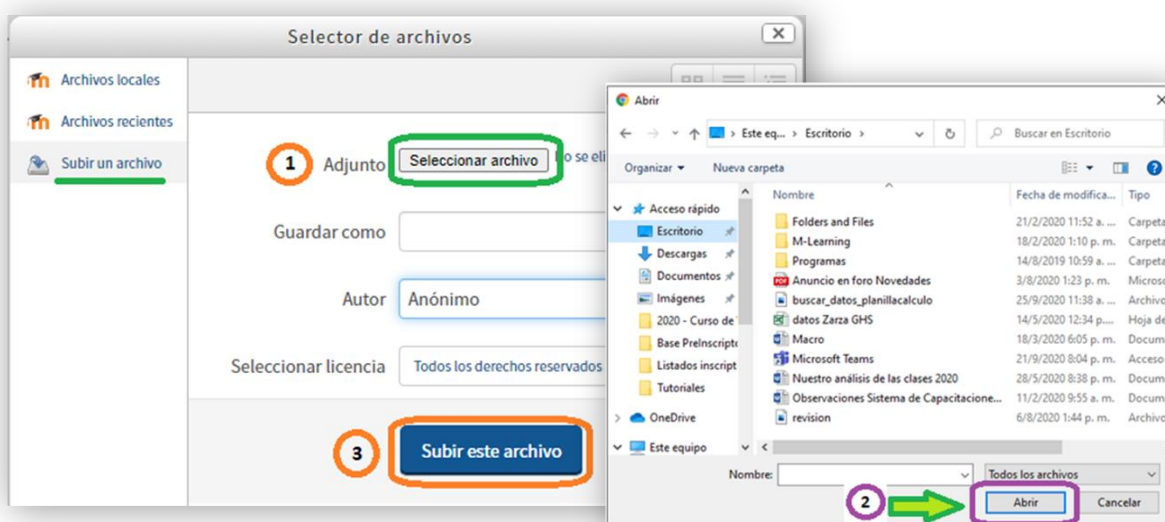 Selector de archivos
Archivos locales
Archivos recientes
Subir un archivo
1
Adjunto
Seleccionar archivo
o se eli
Guardar como
Autor
Anónimo
Seleccionar licencia
Todos los derechos reservados
3
Subir este archivo
Abrir
Este eq... > Escritorio >
Buscar en Escritorio
Organizar
Nueva carpeta
Nombre
Fecha de modifica...
Tipo
Acceso rápido
Escritorio
Descargas
Documentos
Imágenes
2020 - Curso de
Base PreInscripto
Listados inscript
Tutoriales
OneDrive
Este equipo
Folders and Files 21/2/2020 11:52 a. ... Carpeta
M-Learning 18/2/2020 1:10 p. m. Carpeta
Programas 14/8/2019 10:59 a. ... Carpeta
Anuncio en foro Novedades 3/8/2020 1:23 p. m. Microso
buscar_datos_planillacalculo 25/9/2020 11:38 a. ... Archivo
datos Zarza GHS 14/5/2020 12:34 p.... Hoja de
Macro 18/3/2020 6:05 p. m. Docum
Microsoft Teams 21/9/2020 8:04 p. m. Acceso
Nuestro análisis de las clases 2020 28/5/2020 8:38 p. m. Docum
Observaciones Sistema de Capacitacione... 11/2/2020 9:55 a. m. Docum
revision 6/8/2020 1:44 p. m. Archivo
Nombre:
Todos los archivos
2
Abrir
Cancelar